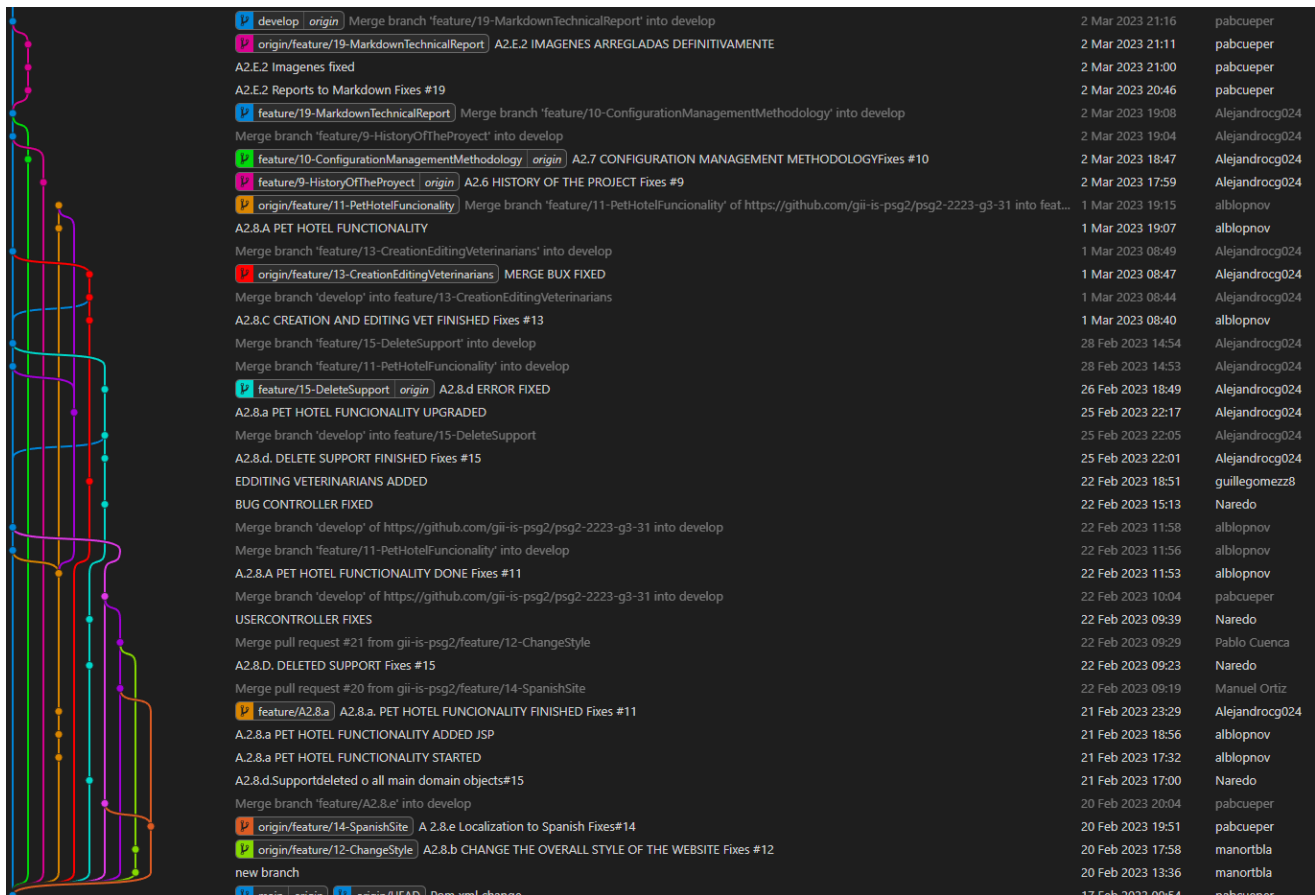 develop origin Merge branch 'feature/19-MarkdownTechnicalReport' into develop 2 Mar 2023 21:16 pabcueper
origin/feature/19-MarkdownTechnicalReport A2.E.2 IMAGENES ARREGLADAS DEFINITIVAMENTE 2 Mar 2023 21:11 pabcueper
A2.E.2 Imagenes fixed 2 Mar 2023 21:00 pabcueper
A2.E.2 Reports to Markdown Fixes #19 2 Mar 2023 20:46 pabcueper
feature/19-MarkdownTechnicalReport Merge branch 'feature/10-ConfigurationManagementMethodology' into develop 2 Mar 2023 19:08 Alejandrocg024
Merge branch 'feature/9-HistoryOfTheProyect' into develop 2 Mar 2023 19:04 Alejandrocg024
feature/10-ConfigurationManagementMethodology origin A2.7 CONFIGURATION MANAGEMENT METHODOLOGYFixes #10 2 Mar 2023 18:47 Alejandrocg024
feature/9-HistoryOfTheProyect origin A2.6 HISTORY OF THE PROJECT Fixes #9 2 Mar 2023 17:59 Alejandrocg024
origin/feature/11-PetHotelFuncionality Merge branch 'feature/11-PetHotelFuncionality' of https://github.com/gii-is-psg2/psg2-2223-g3-31 into feat... 1 Mar 2023 19:15 alblopnov
A2.8.A PET HOTEL FUNCTIONALITY 1 Mar 2023 19:07 alblopnov
Merge branch 'feature/13-CreationEditingVeterinarians' into develop 1 Mar 2023 08:49 Alejandrocg024
origin/feature/13-CreationEditingVeterinarians MERGE BUX FIXED 1 Mar 2023 08:47 Alejandrocg024
Merge branch 'develop' into feature/13-CreationEditingVeterinarians 1 Mar 2023 08:44 Alejandrocg024
A2.8.C CREATION AND EDITING VET FINISHED Fixes #13 1 Mar 2023 08:40 alblopnov
Merge branch 'feature/15-DeleteSupport' into develop 28 Feb 2023 14:54 Alejandrocg024
Merge branch 'feature/11-PetHotelFuncionality' into develop 28 Feb 2023 14:53 Alejandrocg024
feature/15-DeleteSupport origin A2.8.d ERROR FIXED 26 Feb 2023 18:49 Alejandrocg024
A2.8.a PET HOTEL FUNCIONALITY UPGRADED 25 Feb 2023 22:17 Alejandrocg024
Merge branch 'develop' into feature/15-DeleteSupport 25 Feb 2023 22:05 Alejandrocg024
A2.8.d. DELETE SUPPORT FINISHED Fixes #15 25 Feb 2023 22:01 Alejandrocg024
EDDITING VETERINARIANS ADDED 22 Feb 2023 18:51 guillegomezz8
BUG CONTROLLER FIXED 22 Feb 2023 15:13 Naredo
Merge branch 'develop' of https://github.com/gii-is-psg2/psg2-2223-g3-31 into develop 22 Feb 2023 11:58 alblopnov
Merge branch 'feature/11-PetHotelFuncionality' into develop 22 Feb 2023 11:56 alblopnov
A.2.8.A PET HOTEL FUNCTIONALITY DONE Fixes #11 22 Feb 2023 11:53 alblopnov
Merge branch 'develop' of https://github.com/gii-is-psg2/psg2-2223-g3-31 into develop 22 Feb 2023 10:04 pabcueper
USERCONTROLLER FIXES 22 Feb 2023 09:39 Naredo
Merge pull request #21 from gii-is-psg2/feature/12-ChangeStyle 22 Feb 2023 09:29 Pablo Cuenca
A2.8.D. DELETED SUPPORT Fixes #15 22 Feb 2023 09:23 Naredo
Merge pull request #20 from gii-is-psg2/feature/14-SpanishSite 22 Feb 2023 09:19 Manuel Ortiz
feature/A2.8.a A2.8.a. PET HOTEL FUNCIONALITY FINISHED Fixes #11 21 Feb 2023 23:29 Alejandrocg024
A.2.8.a PET HOTEL FUNCTIONALITY ADDED JSP 21 Feb 2023 18:56 alblopnov
A.2.8.a PET HOTEL FUNCTIONALITY STARTED 21 Feb 2023 17:32 alblopnov
A2.8.d.Supportdeleted o all main domain objects#15 21 Feb 2023 17:00 Naredo
Merge branch 'feature/A2.8.e' into develop 20 Feb 2023 20:04 pabcueper
origin/feature/14-SpanishSite A 2.8.e Localization to Spanish Fixes#14 20 Feb 2023 19:51 pabcueper
origin/feature/12-ChangeStyle A2.8.b CHANGE THE OVERALL STYLE OF THE WEBSITE Fixes #12 20 Feb 2023 17:58 manortbla
new branch 20 Feb 2023 13:36 manortbla
main origin origin/HEAD Pom.xml change 17 Feb 2023 09:54 pabcueper